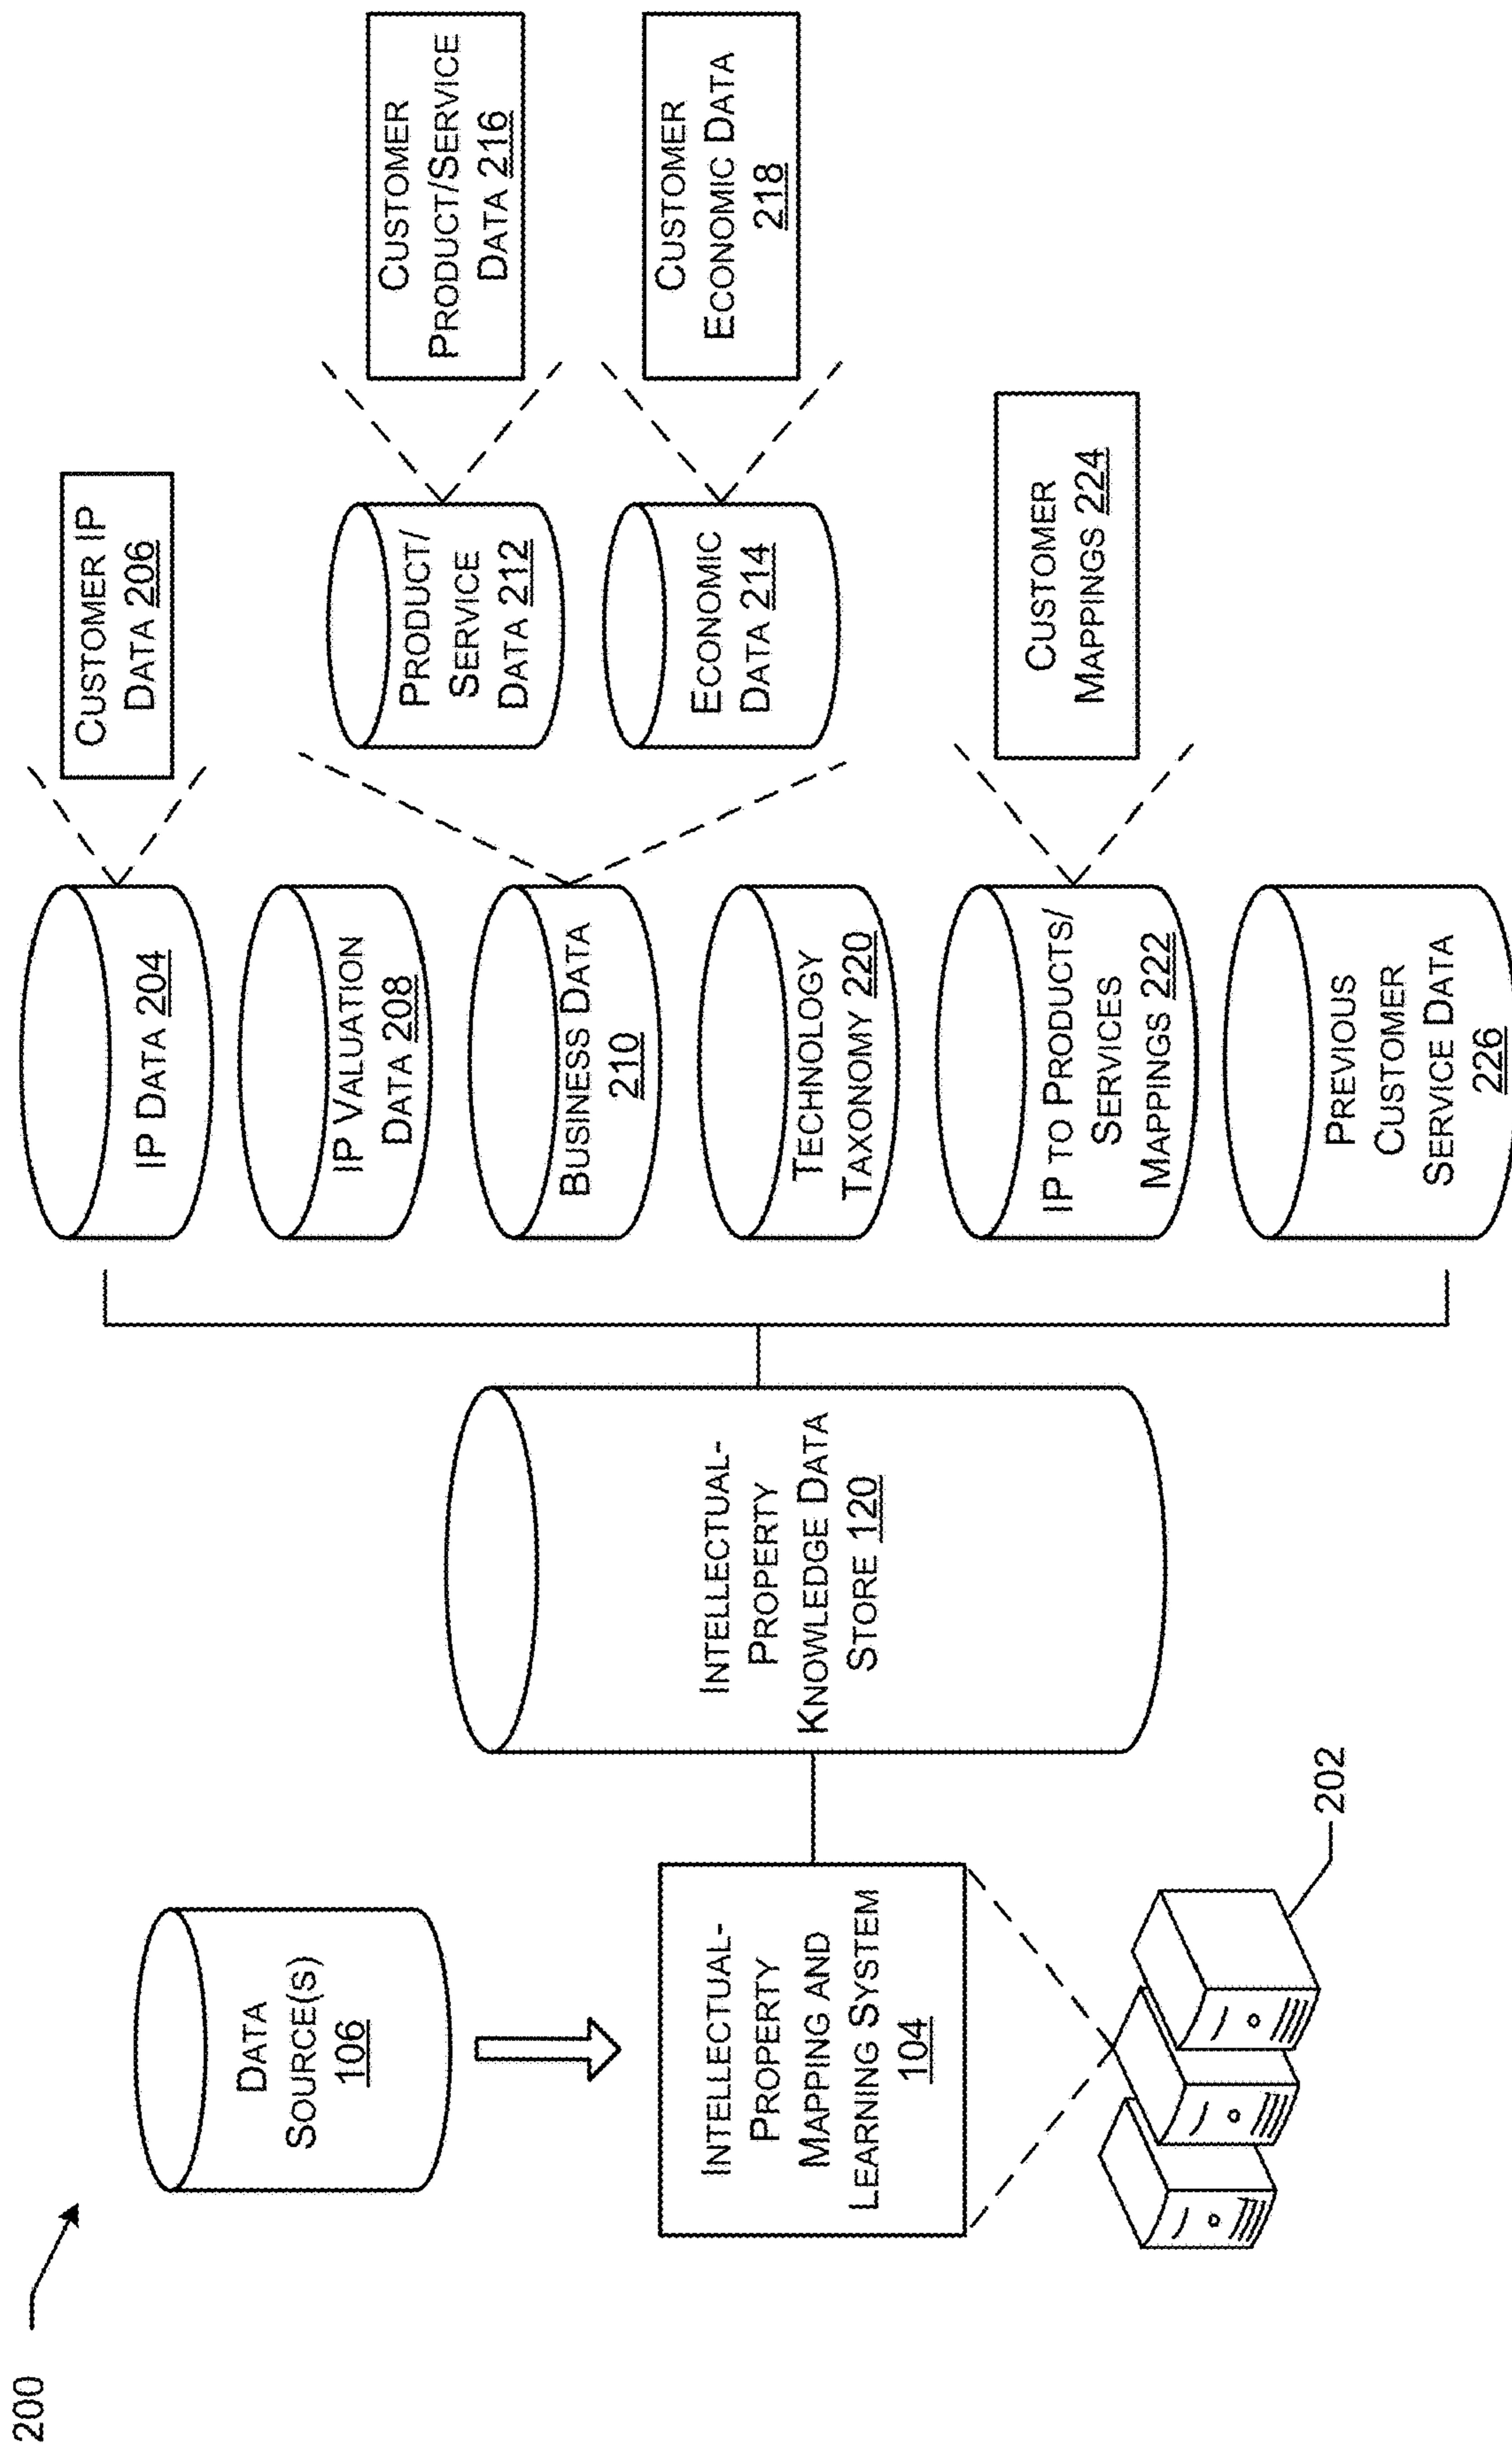 200
DATA
SOURCE(S)
106
INTELLECTUAL-
PROPERTY
MAPPING AND
LEARNING SYSTEM
104
202
INTELLECTUAL-
PROPERTY
KNOWLEDGE DATA
STORE 120
IP DATA 204
CUSTOMER IP
DATA 206
IP VALUATION
DATA 208
BUSINESS DATA
210
PRODUCT/
SERVICE
DATA 212
CUSTOMER
PRODUCT/SERVICE
DATA 216
ECONOMIC
DATA 214
CUSTOMER
ECONOMIC DATA
218
TECHNOLOGY
TAXONOMY 220
IP TO PRODUCTS/
SERVICES
MAPPINGS 222
CUSTOMER
MAPPINGS 224
PREVIOUS
CUSTOMER
SERVICE DATA
226